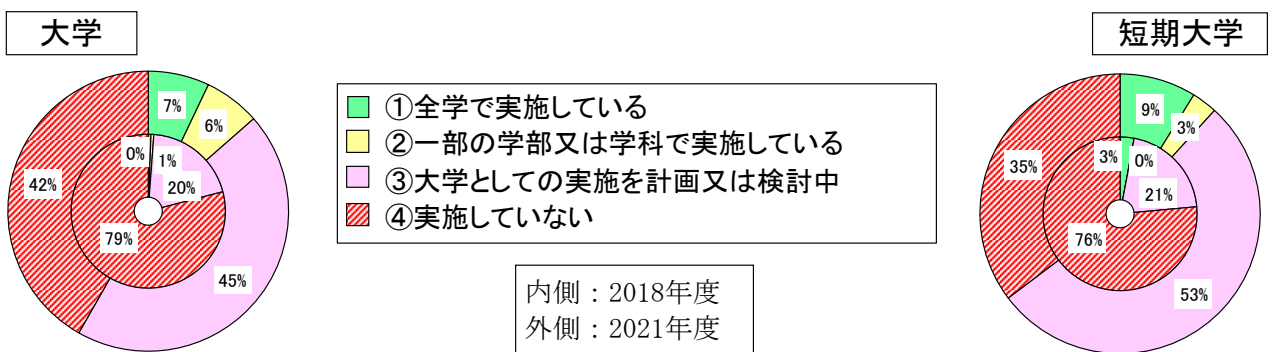 大学
7%
6%
0%
1%
20%
42%
79%
45%
①全学で実施している
②一部の学部又は学科で実施している
③大学としての実施を計画又は検討中
④実施していない
内側：2018年度
外側：2021年度
短期大学
9%
3%
3%
0%
35%
21%
76%
53%